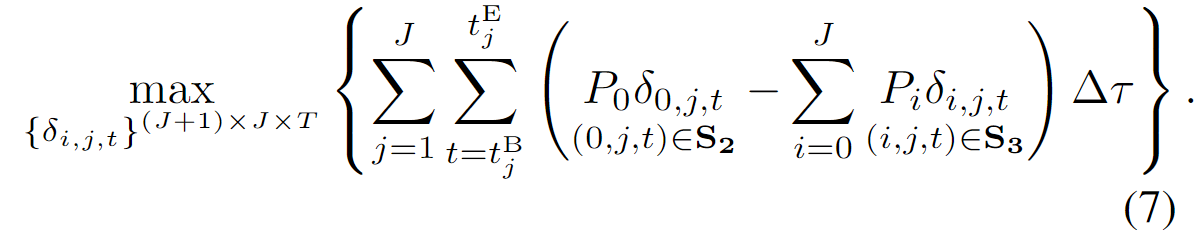 \max_{\{\delta_{i,j,t}\}^{(J+1)\times J\times T}} \left\{ \sum_{j=1}^{J} \sum_{t=t_j^{\mathrm{B}}}^{t_j^{\mathrm{E}}} \left( \underset{(0,j,t)\in \mathbf{S_2}}{P_0\delta_{0,j,t}} - \sum_{i=0}^{J} \underset{(i,j,t)\in \mathbf{S_3}}{P_i\delta_{i,j,t}} \right) \Delta\tau \right\}.
(7)